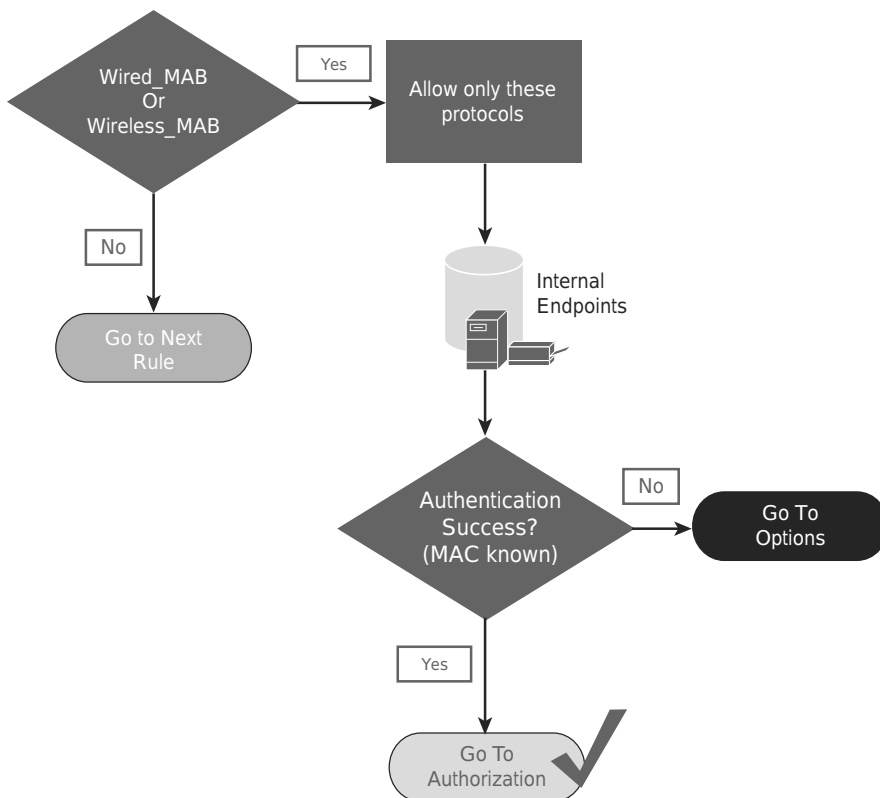 Wired_MAB
Or
Wireless_MAB
Yes
Allow only these
protocols
No
Go to Next
Rule
Internal
Endpoints
Authentication
Success?
(MAC known)
No
Go To
Options
Yes
Go To
Authorization